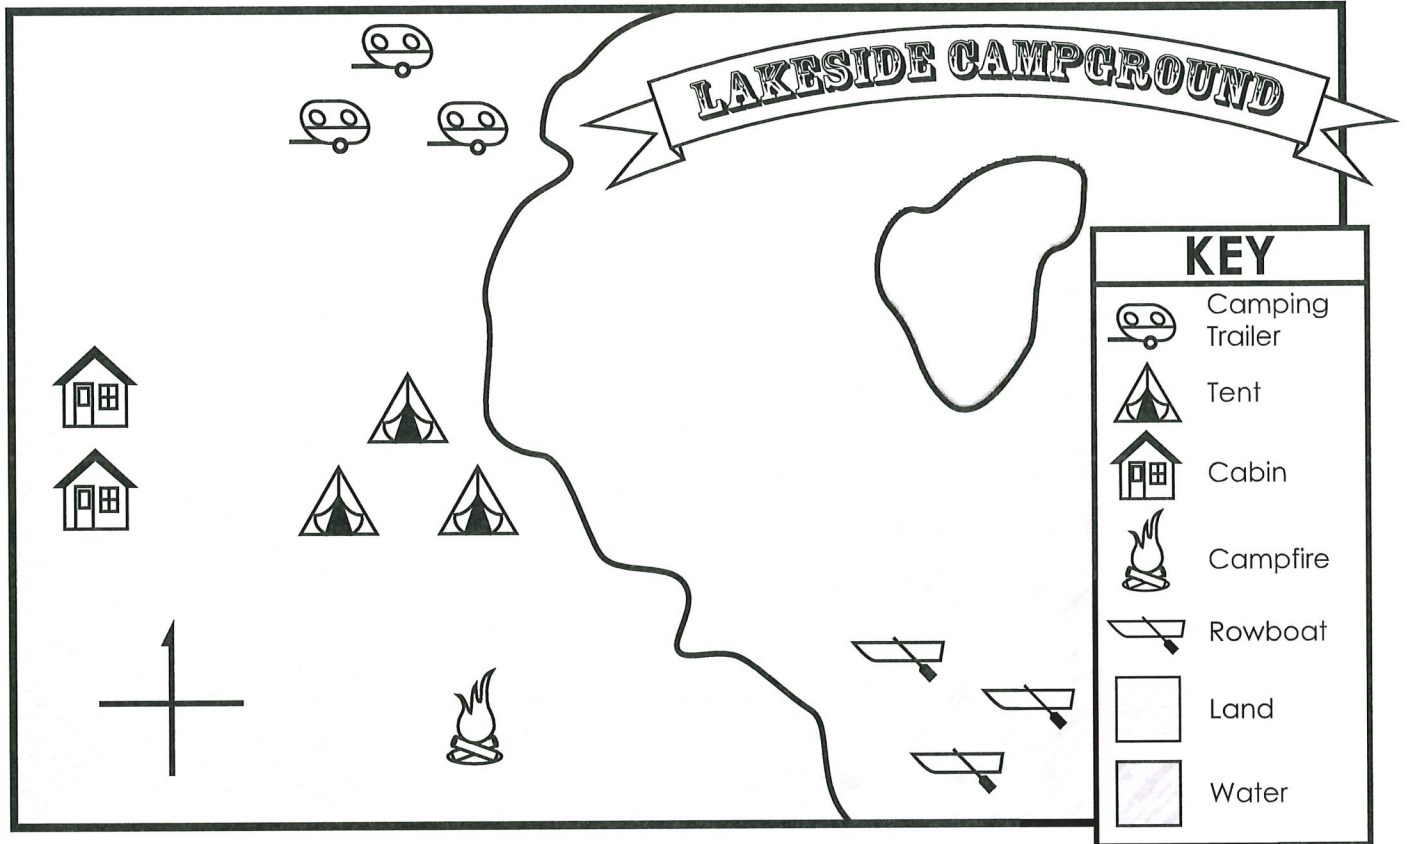 LAKESIDE CAMPGROUND
KEY
Camping
Trailer
Tent
Cabin
Campfire
Rowboat
Land
Water